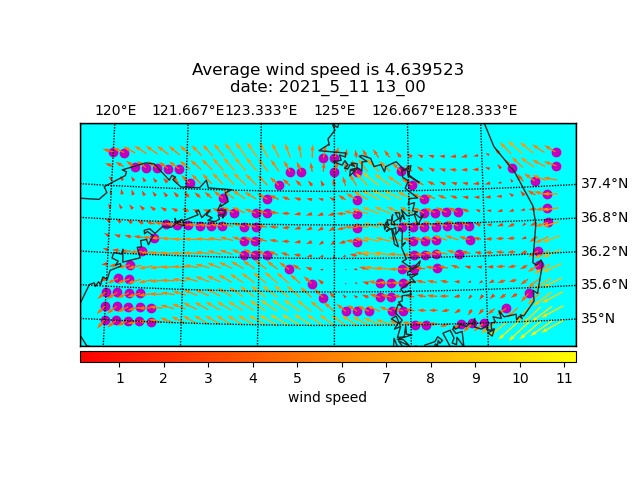 Average wind speed is 4.639523
date: 2021_5_11 13_00
120°E 121.667°E 123.333°E 125°E 126.667°E 128.333°E
37.4°N
36.8°N
36.2°N
35.6°N
35°N
1 2 3 4 5 6 7 8 9 10 11
wind speed